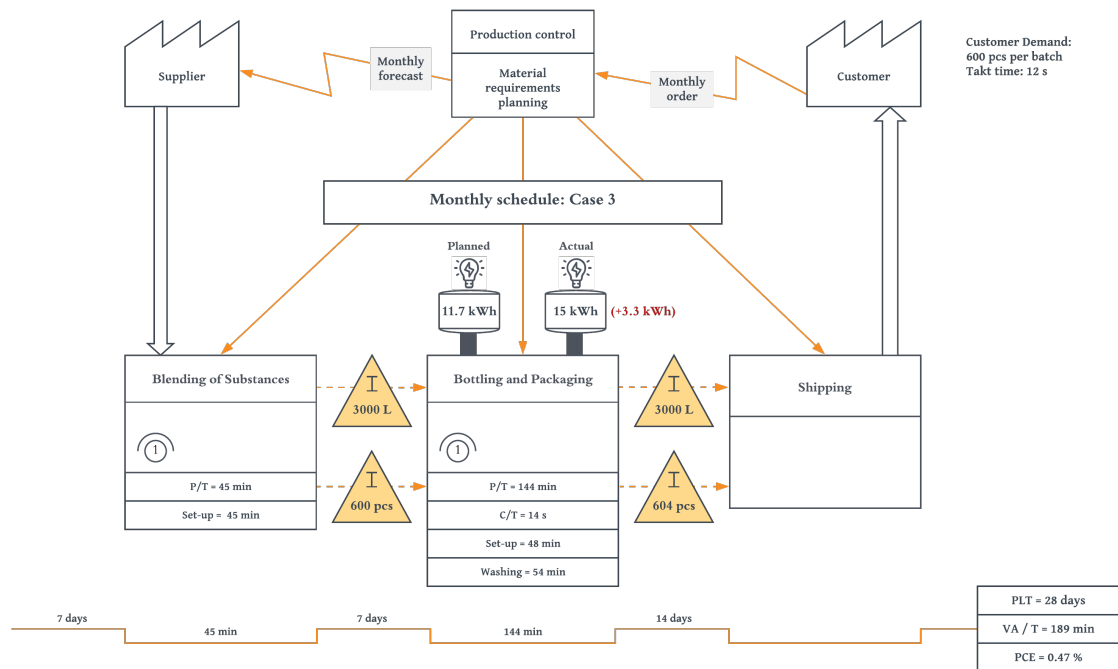 Production control
Supplier
Monthly
forecast
Material
requirements
planning
Monthly
order
Customer
Customer Demand:
600 pcs per batch
Takt time: 12 s
Monthly schedule: Case 3
Planned
Actual
11.7 kWh
15 kWh
(+3.3 kWh)
Blending of Substances
I
3000 L
Bottling and Packaging
I
3000 L
Shipping
1
1
P/T = 45 min
Set-up = 45 min
I
600 pcs
P/T = 144 min
C/T = 14 s
Set-up = 48 min
Washing = 54 min
I
604 pcs
7 days
45 min
7 days
144 min
14 days
PLT = 28 days
VA / T = 189 min
PCE = 0.47 %